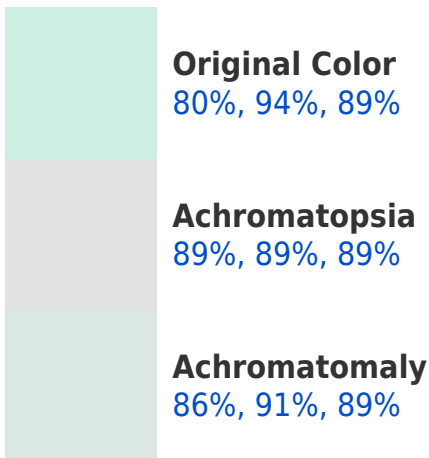 Original Color
80%, 94%, 89%
Achromatopsia
89%, 89%, 89%
Achromatomaly
86%, 91%, 89%